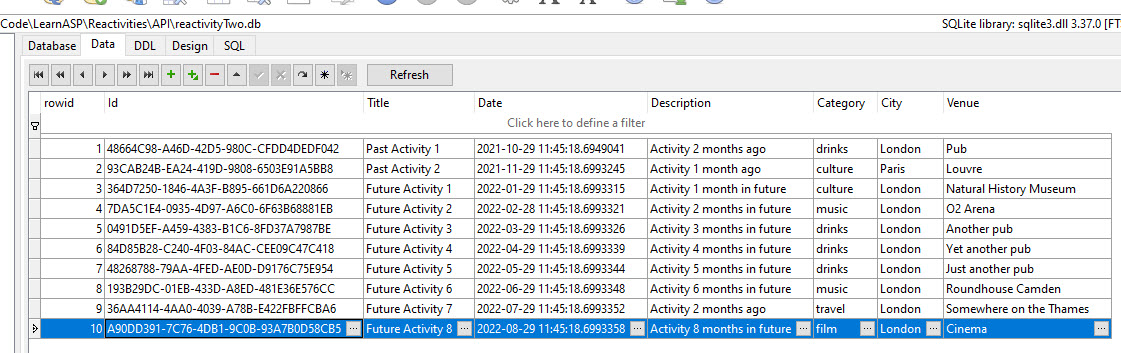 Code\LearnASP\Reactivities\API\reactivityTwo.db SQLite library: sqlite3.dll 3.37.0 [FT
Database Data DDL Design SQL
Refresh
rowid Id Title Date Description Category City Venue
Click here to define a filter
1 48664C98-A46D-42D5-980C-CFDD4DEDF042 Past Activity 1 2021-10-29 11:45:18.6949041 Activity 2 months ago drinks London Pub
2 93CAB24B-EA24-419D-9808-6503E91A5BB8 Past Activity 2 2021-11-29 11:45:18.6993245 Activity 1 month ago culture Paris Louvre
3 364D7250-1846-4A3F-B895-661D6A220866 Future Activity 1 2022-01-29 11:45:18.6993315 Activity 1 month in future culture London Natural History Museum
4 7DA5C1E4-0935-4D97-A6C0-6F63B68881EB Future Activity 2 2022-02-28 11:45:18.6993321 Activity 2 months in future music London O2 Arena
5 0491D5EF-A459-4383-B1C6-8FD37A7987BE Future Activity 3 2022-03-29 11:45:18.6993326 Activity 3 months in future drinks London Another pub
6 84D85B28-C240-4F03-84AC-CEE09C47C418 Future Activity 4 2022-04-29 11:45:18.6993339 Activity 4 months in future drinks London Yet another pub
7 48268788-79AA-4FED-AE0D-D9176C75E954 Future Activity 5 2022-05-29 11:45:18.6993344 Activity 5 months in future drinks London Just another pub
8 193B29DC-01EB-433D-A8ED-481E36E576CC Future Activity 6 2022-06-29 11:45:18.6993348 Activity 6 months in future music London Roundhouse Camden
9 36AA4114-4AA0-4039-A78B-E422FBFFCBA6 Future Activity 7 2022-07-29 11:45:18.6993352 Activity 2 months ago travel London Somewhere on the Thames
10 A90DD391-7C76-4DB1-9C0B-93A7B0D58CB5 Future Activity 8 2022-08-29 11:45:18.6993358 Activity 8 months in future film London Cinema